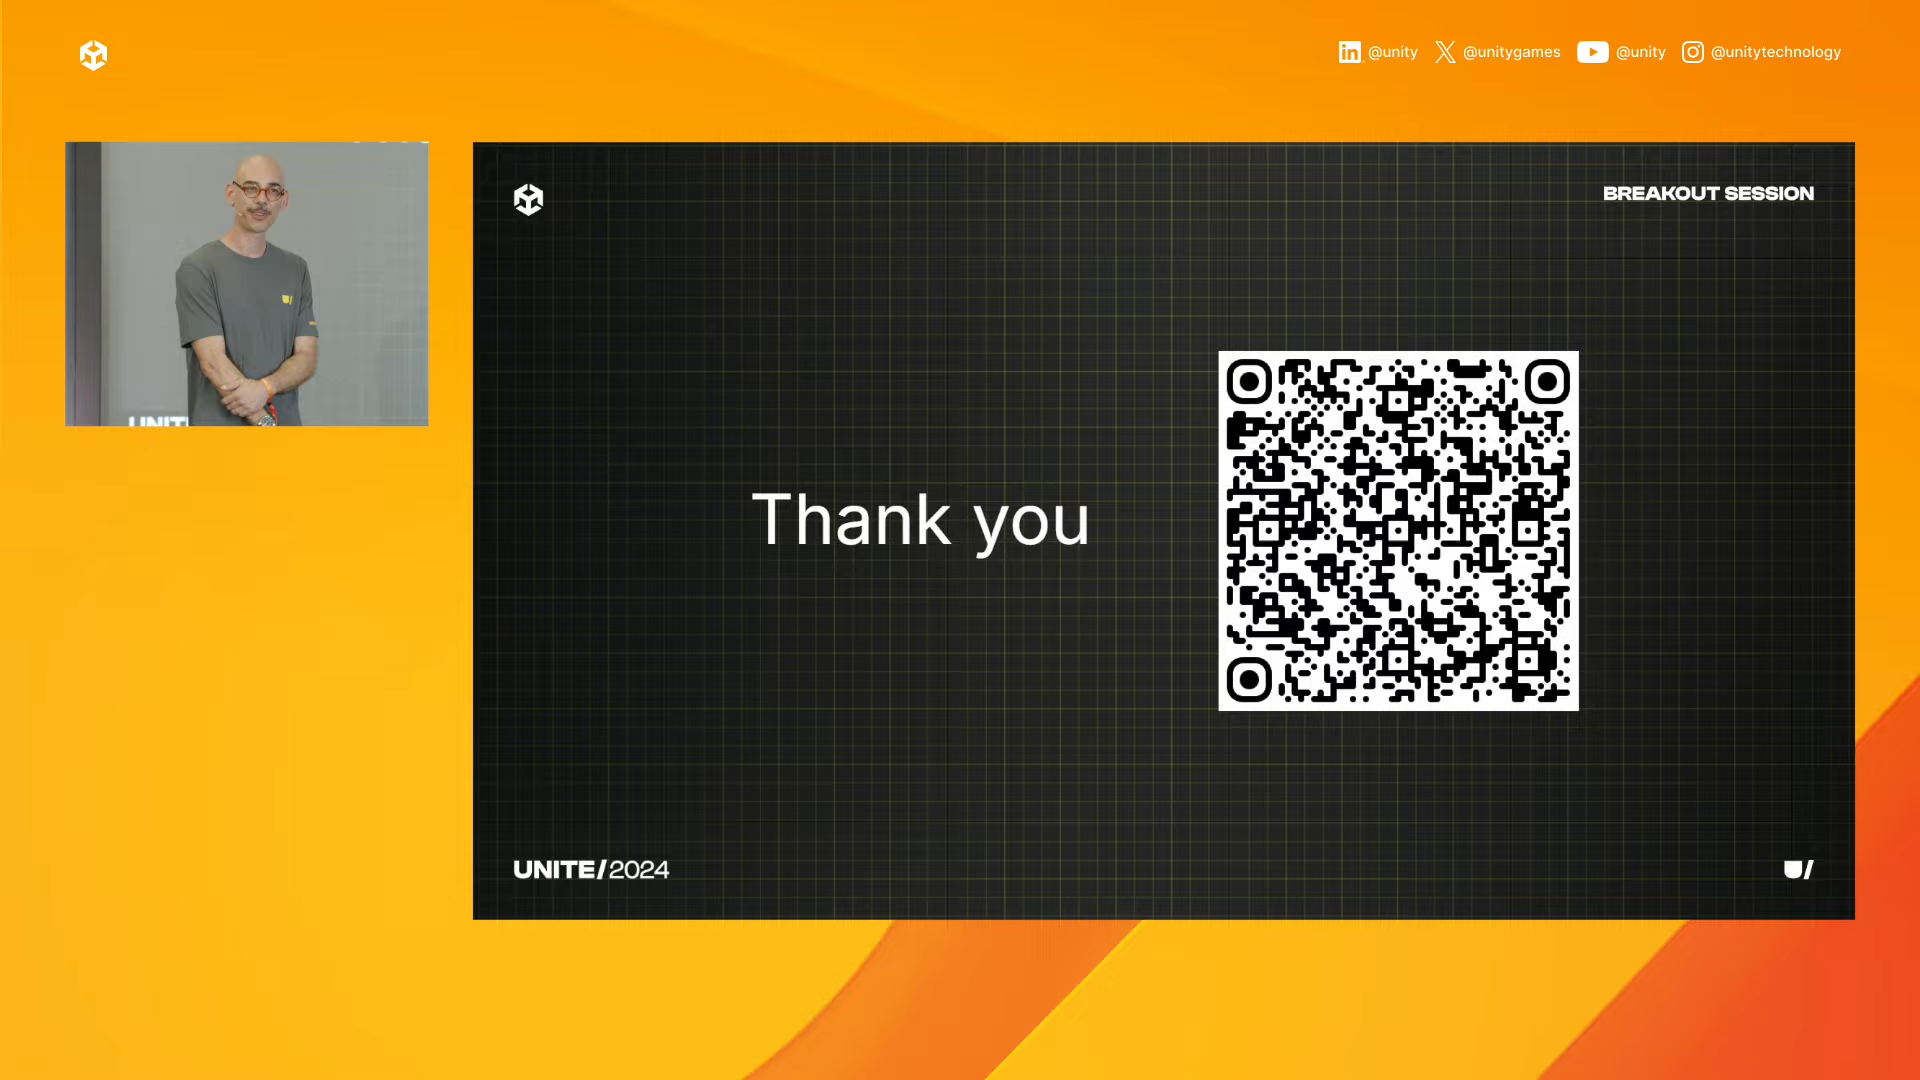 @unity @unitygames @unity @unitytechnology
BREAKOUT SESSION
Thank you
UNITE/2024
U/